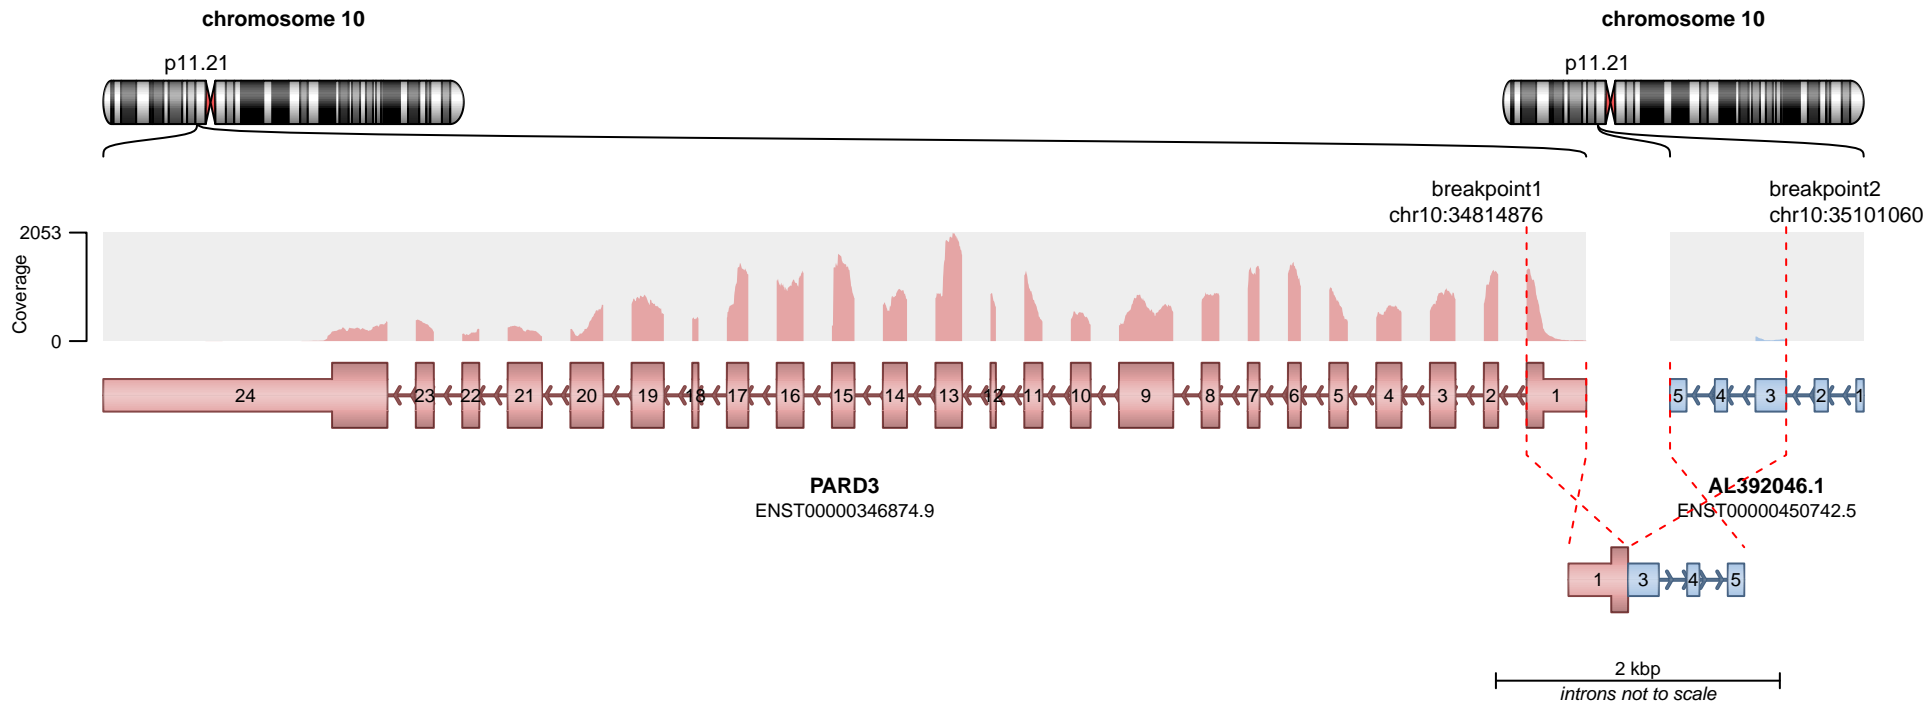 chromosome 10 chromosome 10
p11.21 p11.21
breakpoint1 breakpoint2
chr10:34814876 chr10:35101060
2053
Coverage
0
24 23 22 21 20 19 18 17 16 15 14 13 12 11 10 9 8 7 6 5 4 3 2 1 5 4 3 2 1
PARD3 AL392046.1
ENST00000346874.9 ENST00000450742.5
1 3 4 5
2 kbp
introns not to scale